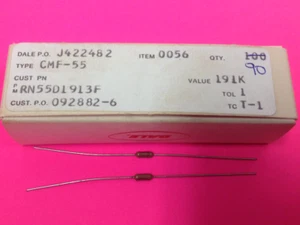 DALE P.O. J422482 ITEM 0056 QTY. 100
TYPE CMF-55 90
CUST PN VALUE 191K
M RN55D1913F TOL 1
CUST. P.O. 092882-6 TC T-1